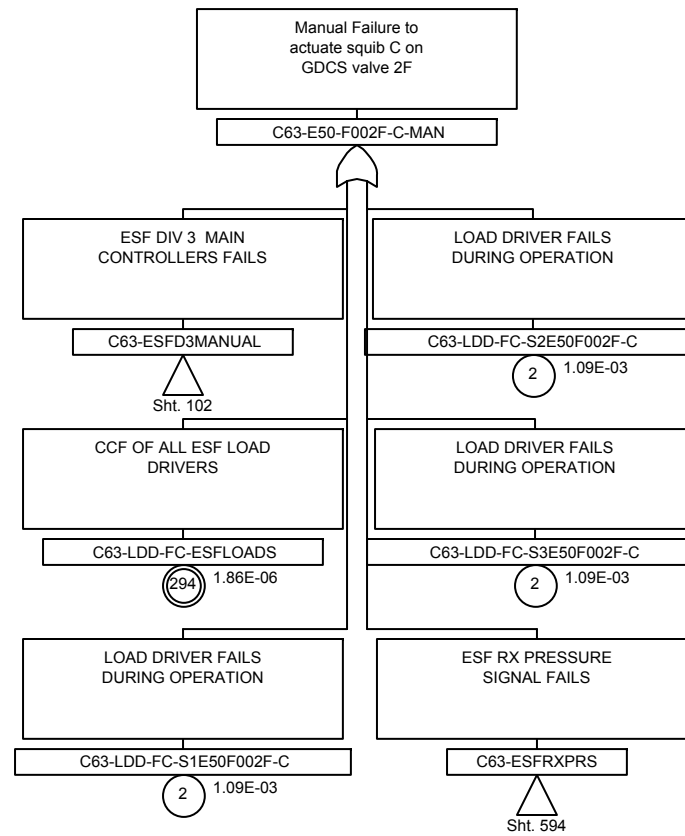 Manual Failure to
actuate squib C on
GDCS valve 2F
C63-E50-F002F-C-MAN
ESF DIV 3 MAIN
CONTROLLERS FAILS
C63-ESFD3MANUAL
Sht. 102
LOAD DRIVER FAILS
DURING OPERATION
C63-LDD-FC-S2E50F002F-C
2
1.09E-03
CCF OF ALL ESF LOAD
DRIVERS
C63-LDD-FC-ESFLOADS
294
1.86E-06
LOAD DRIVER FAILS
DURING OPERATION
C63-LDD-FC-S3E50F002F-C
2
1.09E-03
LOAD DRIVER FAILS
DURING OPERATION
C63-LDD-FC-S1E50F002F-C
2
1.09E-03
ESF RX PRESSURE
SIGNAL FAILS
C63-ESFRXPRS
Sht. 594